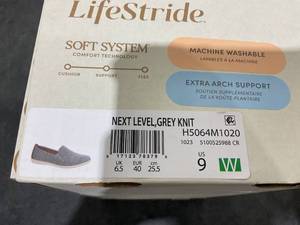 LifeStride
SOFT SYSTEM
COMFORT TECHNOLOGY
CUSHION SUPPORT FLEX
MACHINE WASHABLE
LAVABLES À LA MACHINE
EXTRA ARCH SUPPORT
SOUTIEN SUPPLÉMENTAIRE
DE LA VOÛTE PLANTAIRE
NEXT LEVEL,GREY KNIT
H5064M1020
1023 5100525988 CR
UK EUR CM
6.5 40 25.5
US
9
W